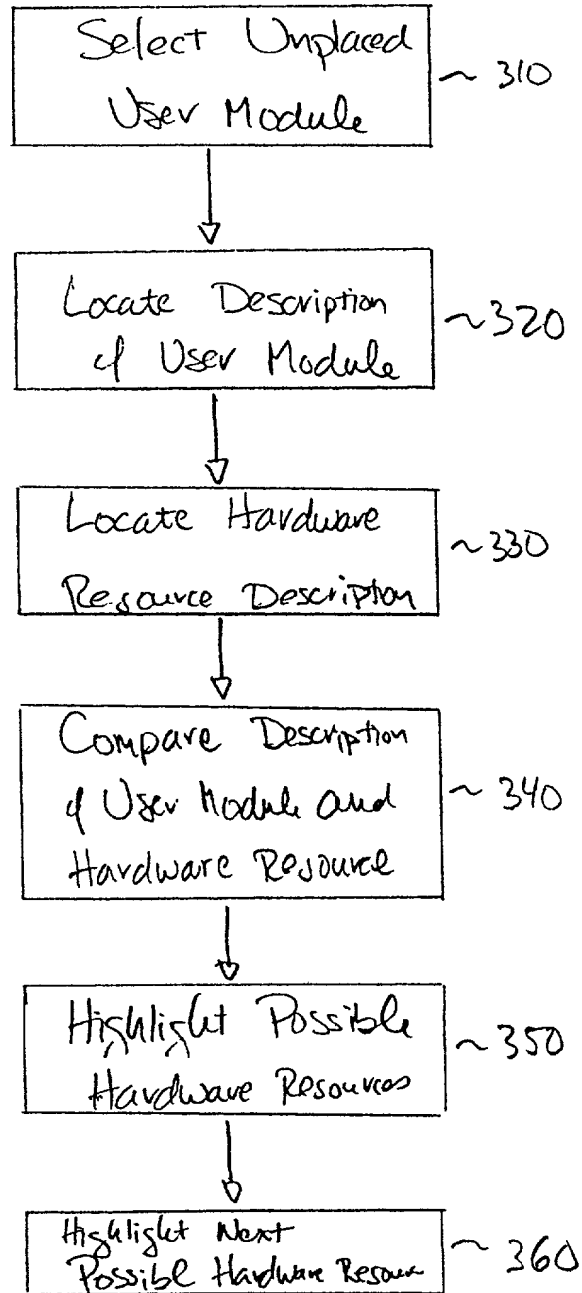 Select Unplaced
User Module
~ 310
Locate Description
of User Module
~320
Locate Hardware
Resource Description
~330
Compare Description
of User Module and
Hardware Resource
~ 340
Highlight Possible
Hardware Resources
~ 350
Highlight Next
Possible Hardware Resource
~ 360